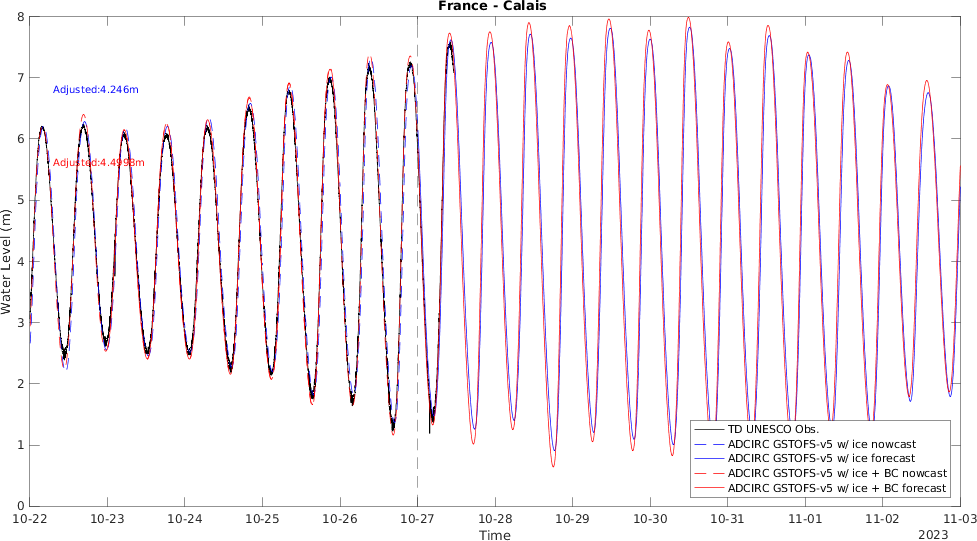 France - Calais
8
7
6
5
4
3
2
1
0
Water Level (m)
Adjusted:4.246m
Adjusted:4.4998m
TD UNESCO Obs.
ADCIRC GSTOFS-v5 w/ ice nowcast
ADCIRC GSTOFS-v5 w/ ice forecast
ADCIRC GSTOFS-v5 w/ ice + BC nowcast
ADCIRC GSTOFS-v5 w/ ice + BC forecast
10-22 10-23 10-24 10-25 10-26 10-27 10-28 10-29 10-30 10-31 11-01 11-02 11-03
Time
2023